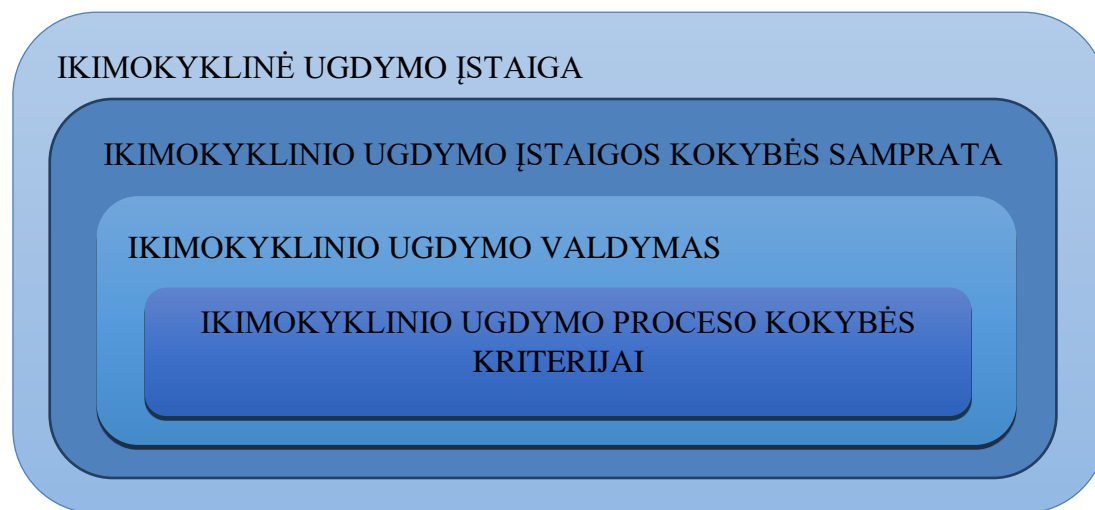 IKIMOKYKLINĖ UGDYMO ĮSTAIGA
IKIMOKYKLINIO UGDYMO ĮSTAIGOS KOKYBĖS SAMPRATA
IKIMOKYKLINIO UGDYMO VALDYMAS
IKIMOKYKLINIO UGDYMO PROCESO KOKYBĖS
KRITERIJAI